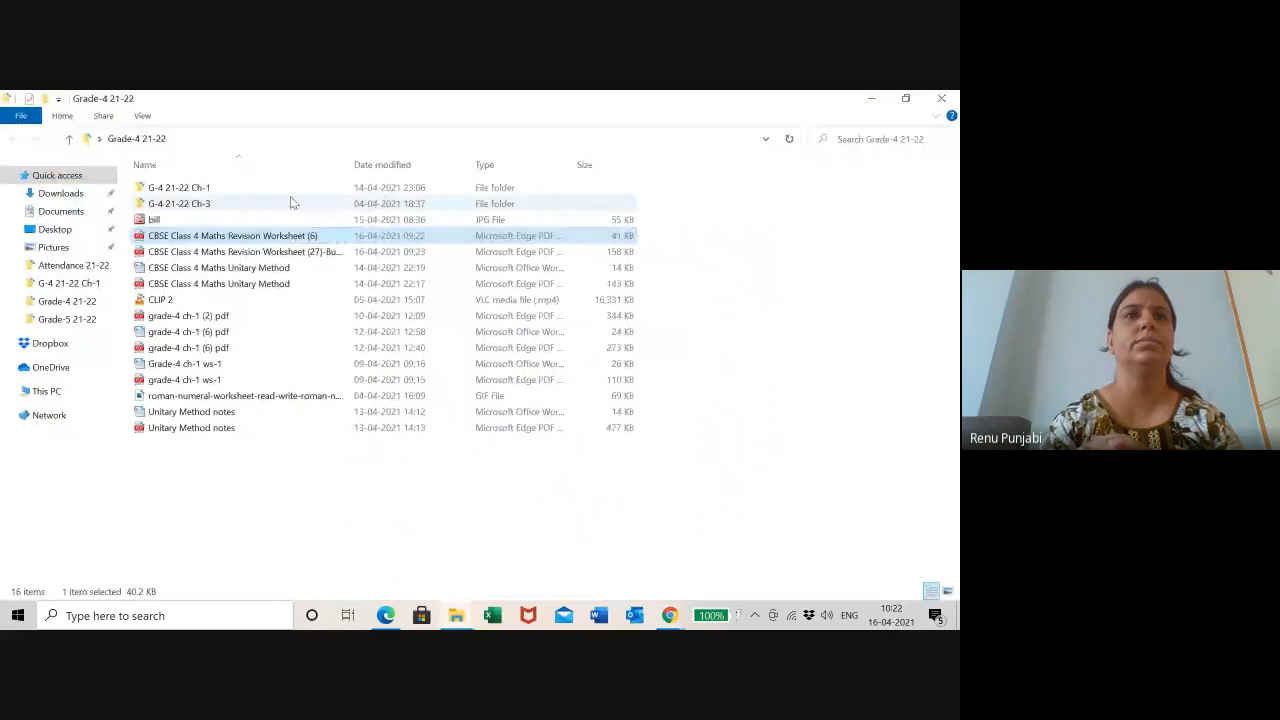 Grade-4 21-22
File Home Share View
Grade-4 21-22 Search Grade-4 21-22
Name Date modified Type Size
Quick access
Downloads
Documents
Desktop
Pictures
Attendance 21-22
G-4 21-22 Ch-1
Grade-4 21-22
Grade-5 21-22
Dropbox
OneDrive
This PC
Network
G-4 21-22 Ch-1 14-04-2021 23:06 File folder
G-4 21-22 Ch-3 04-04-2021 18:37 File folder
bill 15-04-2021 08:36 JPG File 55 KB
CBSE Class 4 Maths Revision Worksheet (6) 16-04-2021 09:22 Microsoft Edge PDF ... 41 KB
CBSE Class 4 Maths Revision Worksheet (27)-Bu... 16-04-2021 09:23 Microsoft Edge PDF ... 158 KB
CBSE Class 4 Maths Unitary Method 14-04-2021 22:19 Microsoft Office Wor... 14 KB
CBSE Class 4 Maths Unitary Method 14-04-2021 22:17 Microsoft Edge PDF ... 143 KB
CLIP 2 05-04-2021 15:07 VLC media file (.mp4) 16,331 KB
grade-4 ch-1 (2) pdf 10-04-2021 12:09 Microsoft Edge PDF ... 344 KB
grade-4 ch-1 (6) pdf 12-04-2021 12:58 Microsoft Office Wor... 24 KB
grade-4 ch-1 (6) pdf 12-04-2021 12:40 Microsoft Edge PDF ... 273 KB
Grade-4 ch-1 ws-1 09-04-2021 09:16 Microsoft Office Wor... 26 KB
grade-4 ch-1 ws-1 09-04-2021 09:15 Microsoft Edge PDF ... 110 KB
roman-numeral-worksheet-read-write-roman-n... 04-04-2021 16:09 GIF File 69 KB
Unitary Method notes 13-04-2021 14:12 Microsoft Office Wor... 14 KB
Unitary Method notes 13-04-2021 14:13 Microsoft Edge PDF ... 477 KB
Renu Punjabi
16 items 1 item selected 40.2 KB
Type here to search 100% ENG 10:22
16-04-2021 5